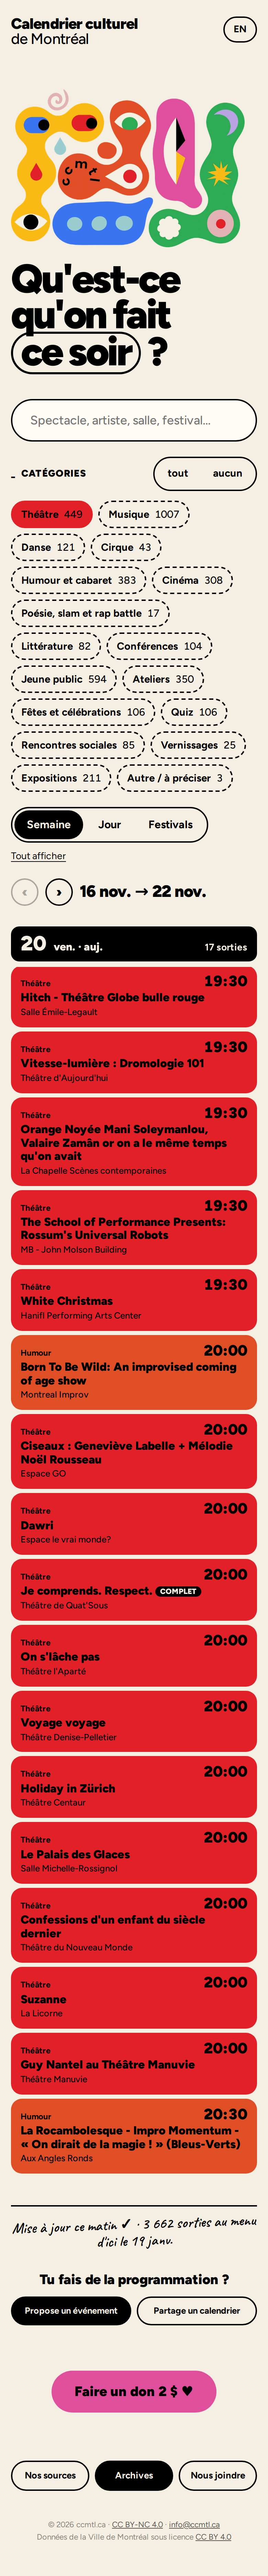 Calendrier culturel
de Montréal
EN
ccm
Qu'est-ce
qu'on fait
ce soir ?
Spectacle, artiste, salle, festival...
CATÉGORIES
tout aucun
Théâtre 449 Musique 1007
Danse 121 Cirque 43
Humour et cabaret 383 Cinéma 308
Poésie, slam et rap battle 17
Littérature 82 Conférences 104
Jeune public 594 Ateliers 350
Fêtes et célébrations 106 Quiz 106
Rencontres sociales 85 Vernissages 25
Expositions 211 Autre / à préciser 3
Semaine Jour Festivals
Tout afficher
‹ › 16 nov. → 22 nov.
20 ven. · auj. 17 sorties
Théâtre 19:30
Hitch - Théâtre Globe bulle rouge
Salle Émile-Legault
Théâtre 19:30
Vitesse-lumière : Dromologie 101
Théâtre d'Aujourd'hui
Théâtre 19:30
Orange Noyée Mani Soleymanlou,
Valaire Zamân or on a le même temps
qu'on avait
La Chapelle Scènes contemporaines
Théâtre 19:30
The School of Performance Presents:
Rossum's Universal Robots
MB - John Molson Building
Théâtre 19:30
White Christmas
Hanifl Performing Arts Center
Humour 20:00
Born To Be Wild: An improvised coming
of age show
Montreal Improv
Théâtre 20:00
Ciseaux : Geneviève Labelle + Mélodie
Noël Rousseau
Espace GO
Théâtre 20:00
Dawri
Espace le vrai monde?
Théâtre 20:00
Je comprends. Respect. COMPLET
Théâtre de Quat'Sous
Théâtre 20:00
On s'lâche pas
Théâtre l'Aparté
Théâtre 20:00
Voyage voyage
Théâtre Denise-Pelletier
Théâtre 20:00
Holiday in Zürich
Théâtre Centaur
Théâtre 20:00
Le Palais des Glaces
Salle Michelle-Rossignol
Théâtre 20:00
Confessions d'un enfant du siècle
dernier
Théâtre du Nouveau Monde
Théâtre 20:00
Suzanne
La Licorne
Théâtre 20:00
Guy Nantel au Théâtre Manuvie
Théâtre Manuvie
Humour 20:30
La Rocambolesque - Impro Momentum -
« On dirait de la magie ! » (Bleus-Verts)
Aux Angles Ronds
Mise à jour ce matin ✓ · 3 662 sorties au menu
d'ici le 19 janv.
Tu fais de la programmation ?
Propose un événement Partage un calendrier
Faire un don 2 $ ♥
Nos sources Archives Nous joindre
© 2026 ccmtl.ca · CC BY-NC 4.0 · info@ccmtl.ca
Données de la Ville de Montréal sous licence CC BY 4.0